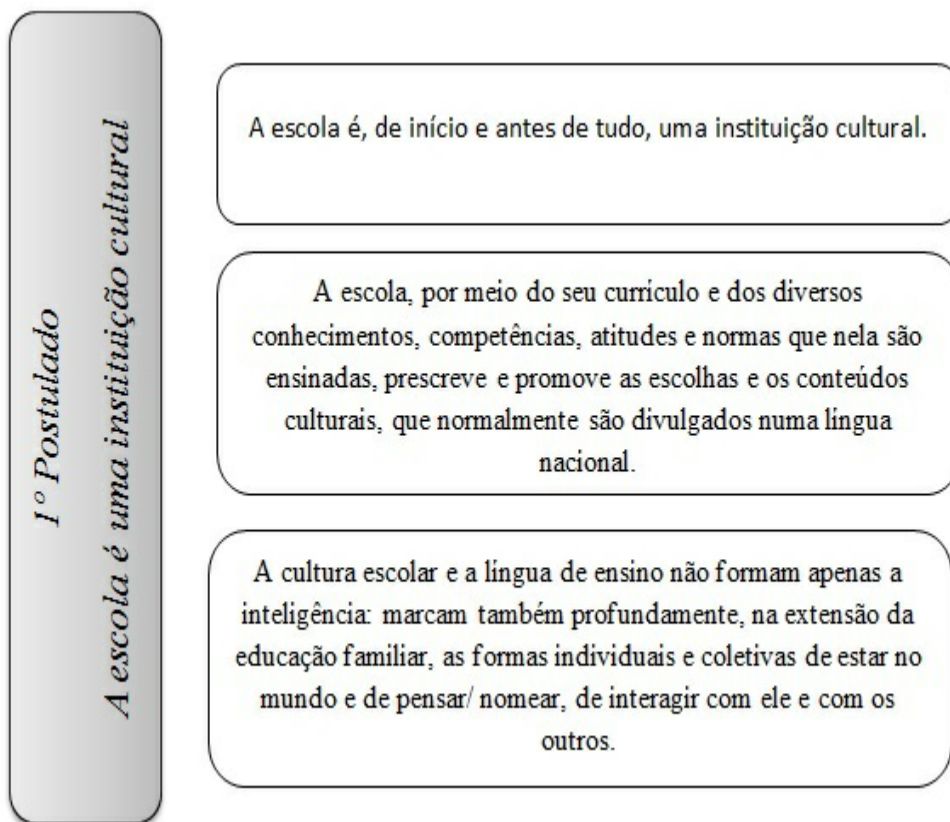 1º Postulado
A escola é uma instituição cultural
A escola é, de início e antes de tudo, uma instituição cultural.
A escola, por meio do seu currículo e dos diversos
conhecimentos, competências, atitudes e normas que nela são
ensinadas, prescreve e promove as escolhas e os conteúdos
culturais, que normalmente são divulgados numa língua
nacional.
A cultura escolar e a língua de ensino não formam apenas a
inteligência: marcam também profundamente, na extensão da
educação familiar, as formas individuais e coletivas de estar no
mundo e de pensar/ nomear, de interagir com ele e com os
outros.